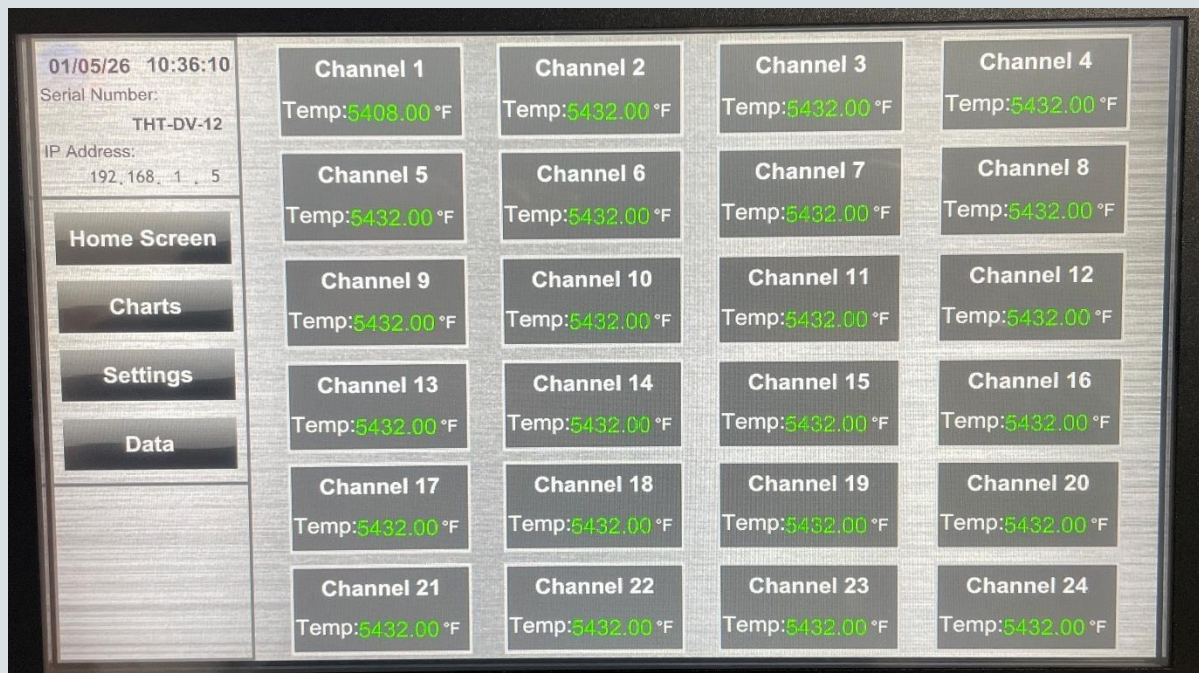 01/05/26 10:36:10
Serial Number:
THT-DV-12
IP Address:
192.168. 1 . 5
Home Screen
Charts
Settings
Data
Channel 1
Temp:5408.00 °F
Channel 2
Temp:5432.00 °F
Channel 3
Temp:5432.00 °F
Channel 4
Temp:5432.00 °F
Channel 5
Temp:5432.00 °F
Channel 6
Temp:5432.00 °F
Channel 7
Temp:5432.00 °F
Channel 8
Temp:5432.00 °F
Channel 9
Temp:5432.00 °F
Channel 10
Temp:5432.00 °F
Channel 11
Temp:5432.00 °F
Channel 12
Temp:5432.00 °F
Channel 13
Temp:5432.00 °F
Channel 14
Temp:5432.00 °F
Channel 15
Temp:5432.00 °F
Channel 16
Temp:5432.00 °F
Channel 17
Temp:5432.00 °F
Channel 18
Temp:5432.00 °F
Channel 19
Temp:5432.00 °F
Channel 20
Temp:5432.00 °F
Channel 21
Temp:5432.00 °F
Channel 22
Temp:5432.00 °F
Channel 23
Temp:5432.00 °F
Channel 24
Temp:5432.00 °F